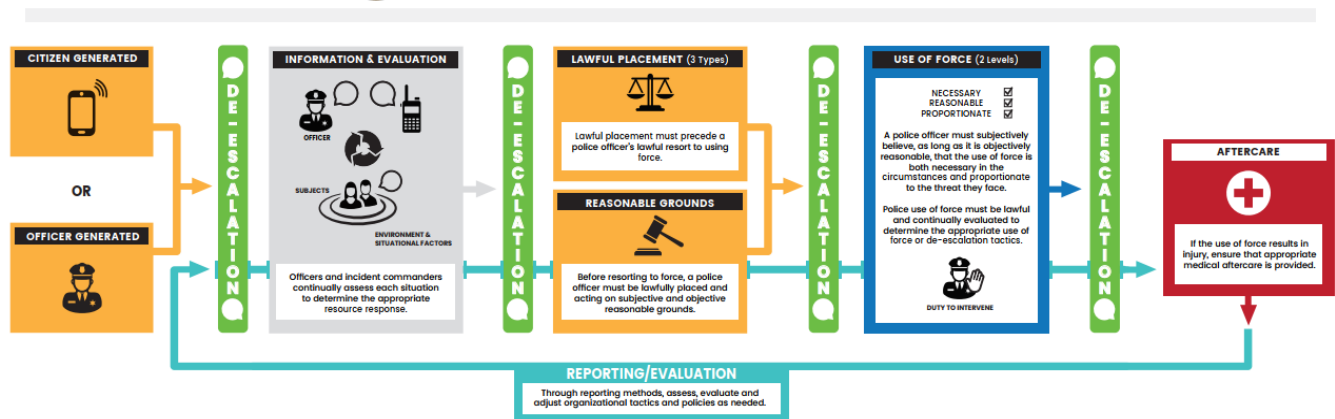 CITIZEN GENERATED
OR
OFFICER GENERATED
DE-ESCALATION
INFORMATION & EVALUATION
OFFICER
SUBJECTS
ENVIRONMENT &
SITUATIONAL FACTORS
Officers and incident commanders
continually assess each situation
to determine the appropriate
resource response.
DE-ESCALATION
LAWFUL PLACEMENT (3 Types)
Lawful placement must precede a
police officer's lawful resort to using
force.
REASONABLE GROUNDS
Before resorting to force, a police
officer must be lawfully placed and
acting on subjective and objective
reasonable grounds.
DE-ESCALATION
USE OF FORCE (2 Levels)
NECESSARY
REASONABLE
PROPORTIONATE
A police officer must subjectively
believe, as long as it is objectively
reasonable, that the use of force is
both necessary in the
circumstances and proportionate
to the threat they face.
Police use of force must be lawful
and continually evaluated to
determine the appropriate use of
force or de-escalation tactics.
DUTY TO INTERVENE
DE-ESCALATION
AFTERCARE
If the use of force results in
injury, ensure that appropriate
medical aftercare is provided.
REPORTING/EVALUATION
Through reporting methods, assess, evaluate and
adjust organizational tactics and policies as needed.